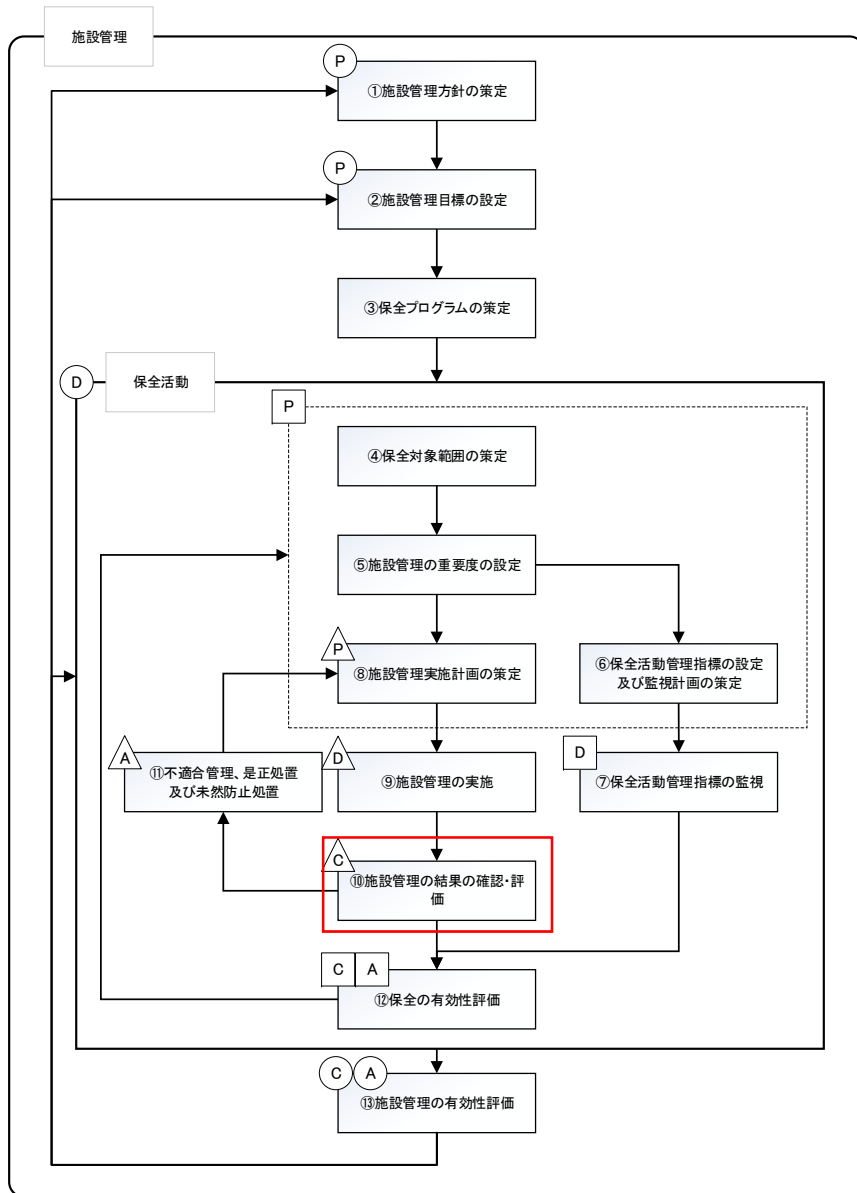 施設管理
P
①施設管理方針の策定
P
②施設管理目標の設定
③保全プログラムの策定
D
保全活動
P
④保全対象範囲の策定
⑤施設管理の重要度の設定
P
⑧施設管理実施計画の策定
⑥保全活動管理指標の設定
及び監視計画の策定
A
⑪不適合管理、是正処置
及び未然防止処置
D
⑨施設管理の実施
D
⑦保全活動管理指標の監視
C
⑩施設管理の結果の確認・評
価
C
A
⑫保全の有効性評価
C
A
⑬施設管理の有効性評価